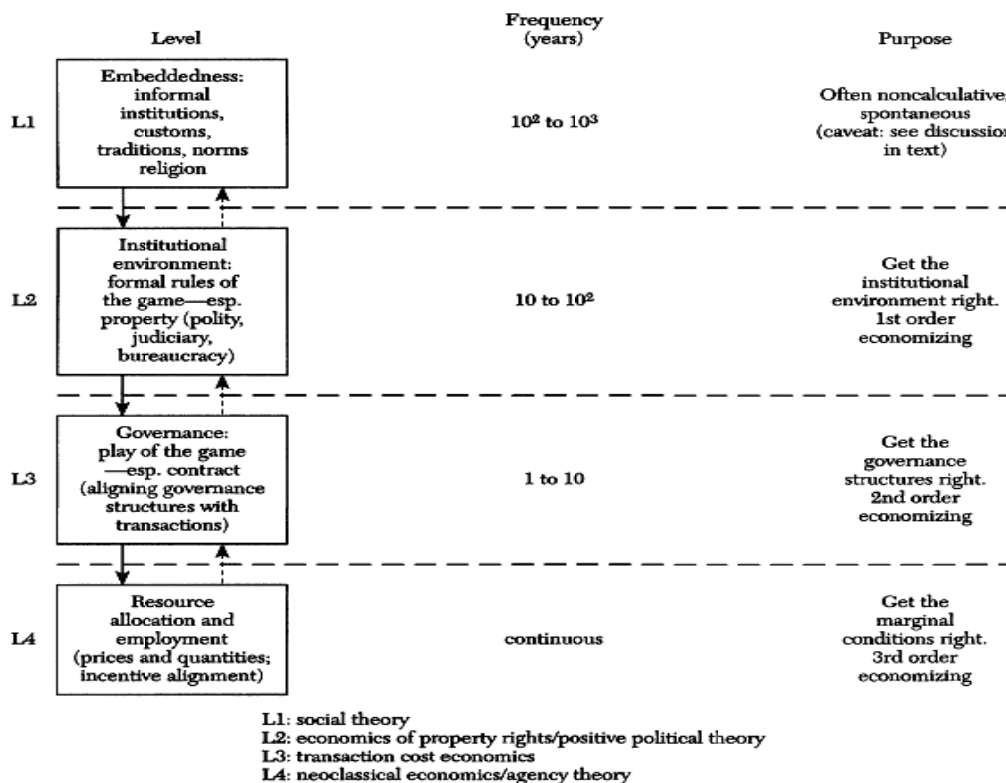 Level
Frequency
(years)
Purpose
L1
Embeddedness:
informal
institutions,
customs,
traditions, norms
religion
10² to 10³
Often noncalculative;
spontaneous
(caveat: see discussion
in text)
L2
Institutional
environment:
formal rules of
the game—esp.
property (polity,
judiciary,
bureaucracy)
10 to 10²
Get the
institutional
environment right.
1st order
economizing
L3
Governance:
play of the game
—esp. contract
(aligning governance
structures with
transactions)
1 to 10
Get the
governance
structures right.
2nd order
economizing
L4
Resource
allocation and
employment
(prices and quantities;
incentive alignment)
continuous
Get the
marginal
conditions right.
3rd order
economizing
L1: social theory
L2: economics of property rights/positive political theory
L3: transaction cost economics
L4: neoclassical economics/agency theory